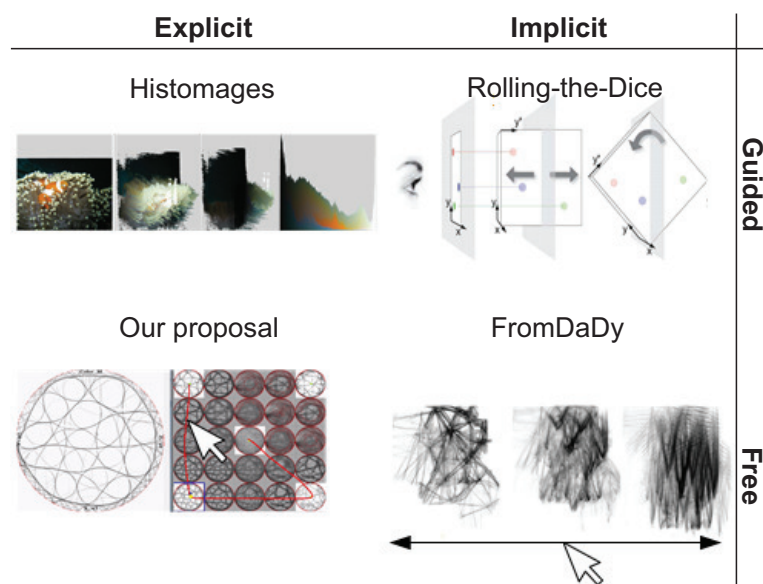 Explicit
Implicit
Histomages
Rolling-the-Dice
Guided
y'
y'
y
x
y
x
y
x
Our proposal
FromDaDy
Free